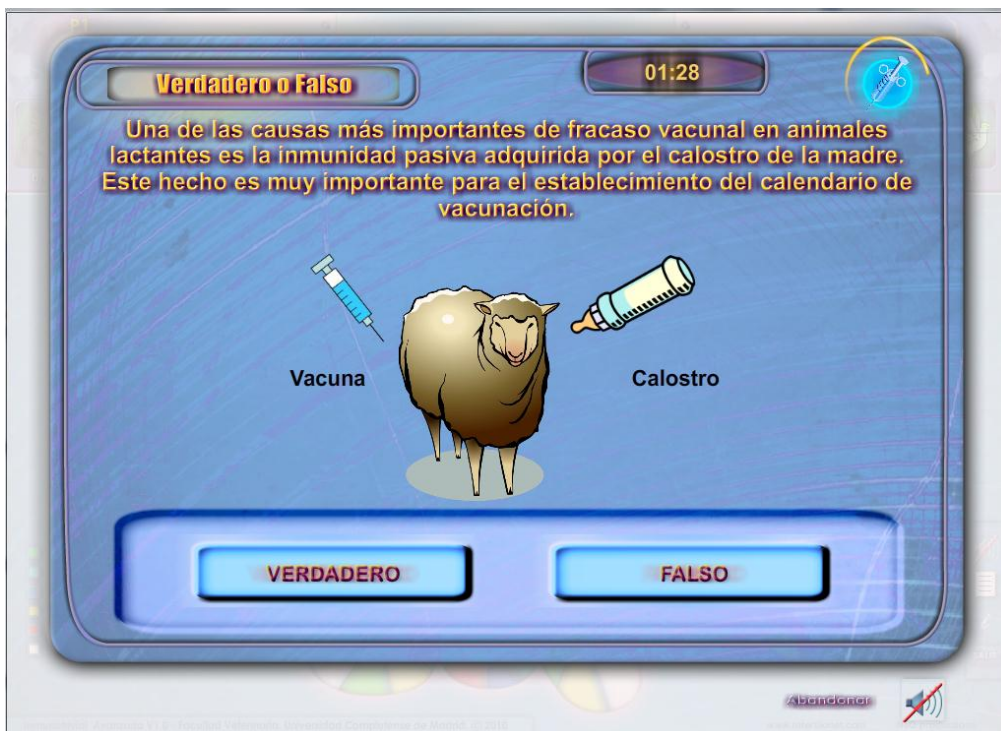 P1
Verdadero o Falso
01:28
Una de las causas más importantes de fracaso vacunal en animales
lactantes es la inmunidad pasiva adquirida por el calostro de la madre.
Este hecho es muy importante para el establecimiento del calendario de
vacunación.
Vacuna
Calostro
VERDADERO
FALSO
Abandonar